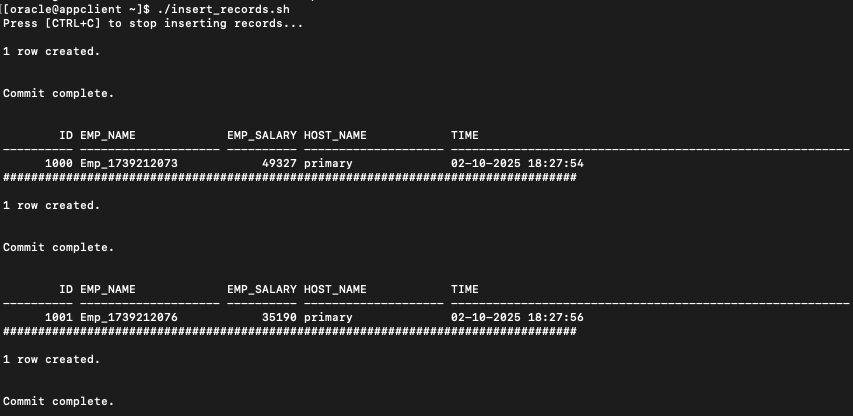 [[oracle@appclient ~]$ ./insert_records.sh
Press [CTRL+C] to stop inserting records...
1 row created.
Commit complete.
ID EMP_NAME EMP_SALARY HOST_NAME TIME
---------- -------------------- ---------- -------------------- ---------------------------------------------------------
1000 Emp_1739212073 49327 primary 02-10-2025 18:27:54
##################################################################################
1 row created.
Commit complete.
ID EMP_NAME EMP_SALARY HOST_NAME TIME
---------- -------------------- ---------- -------------------- ---------------------------------------------------------
1001 Emp_1739212076 35190 primary 02-10-2025 18:27:56
##################################################################################
1 row created.
Commit complete.